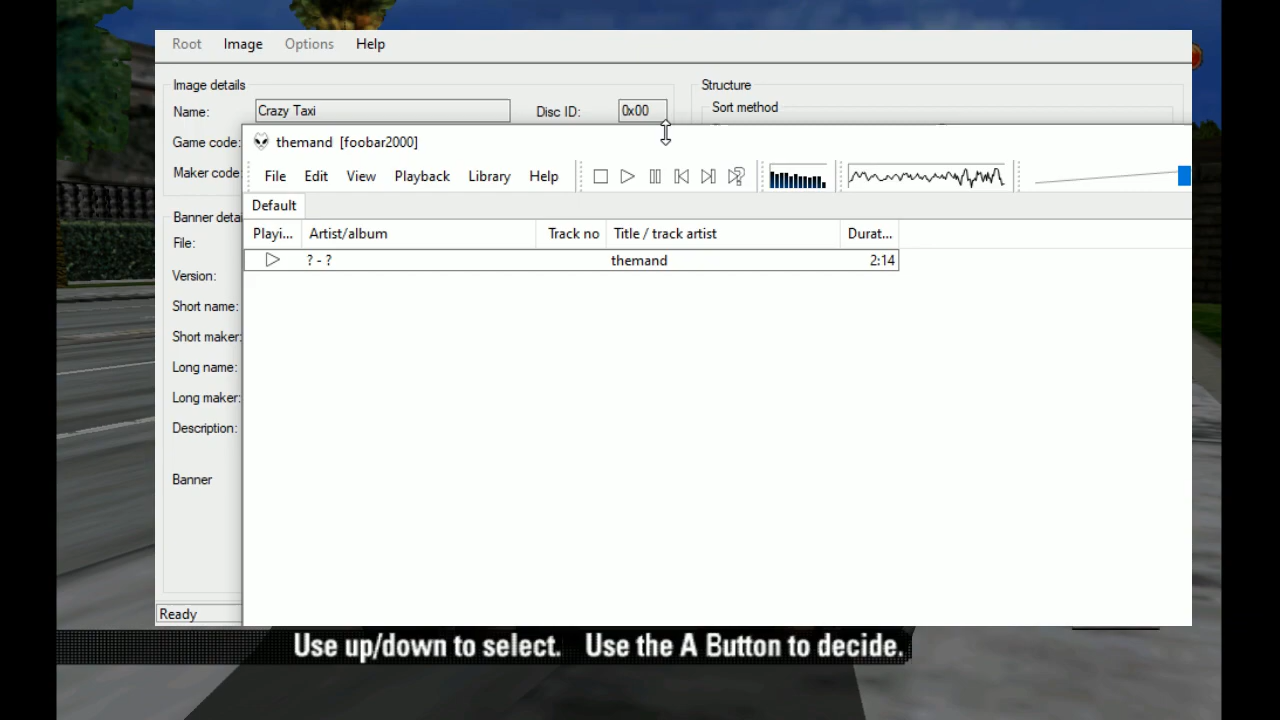 Root Image Options Help
Image details
Structure
Name: Crazy Taxi Disc ID: 0x00
Sort method
Game code:
themand [foobar2000]
Maker code
File Edit View Playback Library Help
Default
Banner deta
Playi... Artist/album Track no Title / track artist Durat...
File:
? - ? themand 2:14
Version:
Short name:
Short maker:
Long name:
Long maker:
Description:
Banner
Ready
Use up/down to select. Use the A Button to decide.